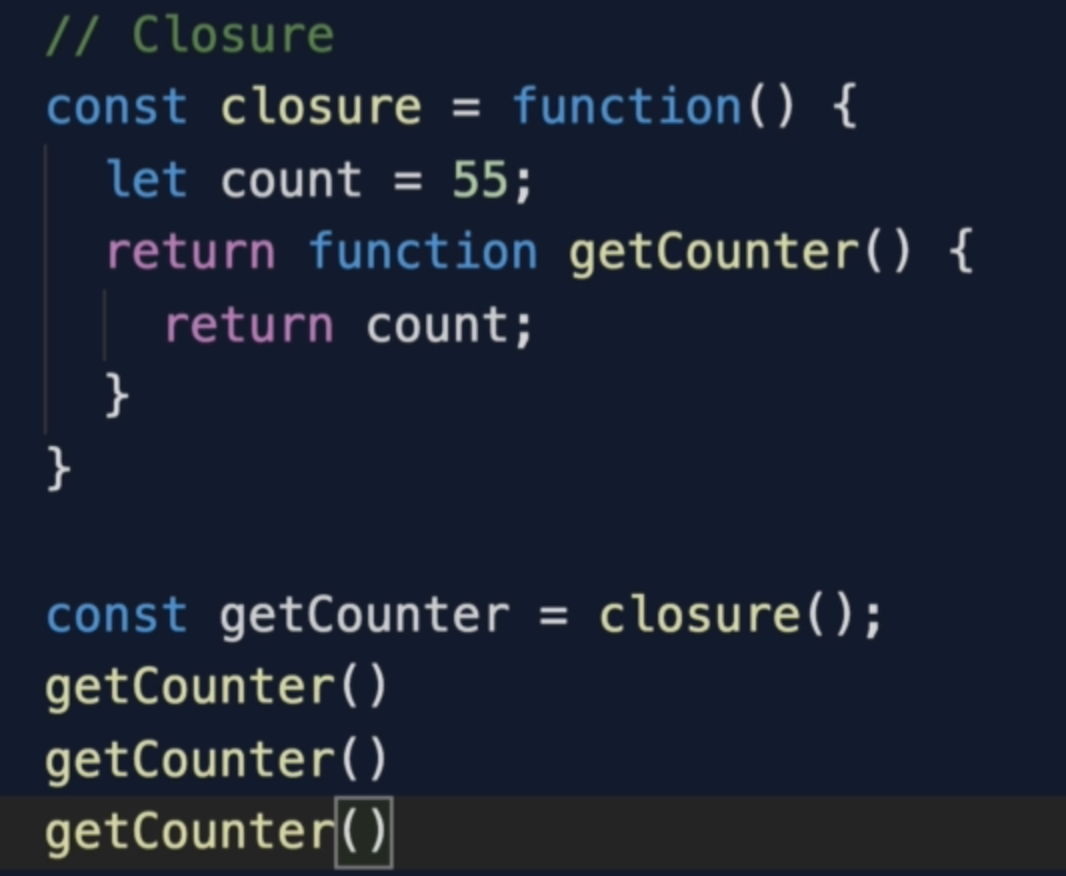 // Closure
const closure = function() {
  let count = 55;
  return function getCounter() {
    return count;
  }
}

const getCounter = closure();
getCounter()
getCounter()
getCounter()